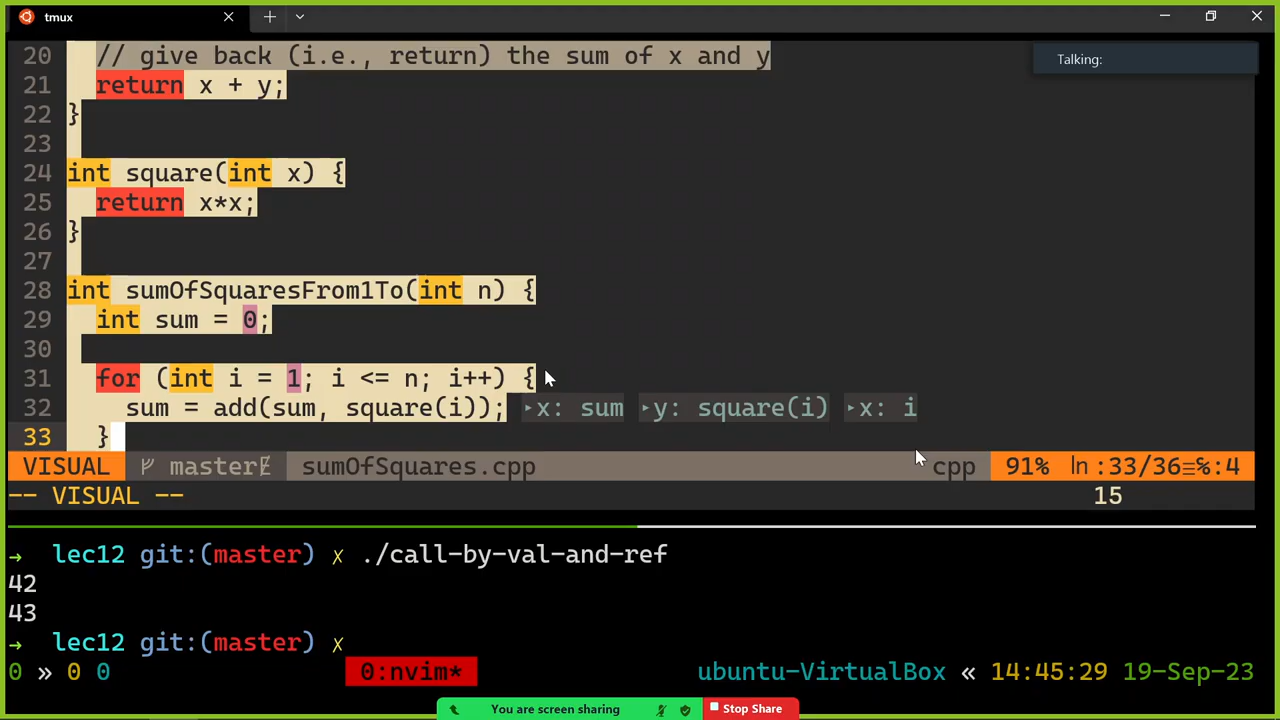 tmux
20 // give back (i.e., return) the sum of x and y
Talking:
21 return x + y;
22 }
23
24 int square(int x) {
25 return x*x;
26 }
27
28 int sumOfSquaresFrom1To(int n) {
29 int sum = 0;
30
31 for (int i = 1; i <= n; i++) {
32 sum = add(sum, square(i)); ▸x: sum ▸y: square(i) ▸x: i
33 }
VISUAL master sumOfSquares.cpp cpp 91% ln :33/36≡%:4
-- VISUAL -- 15
→ lec12 git:(master) ✗ ./call-by-val-and-ref
42
43
→ lec12 git:(master) ✗
0 » 0 0 0:nvim* ubuntu-VirtualBox « 14:45:29 19-Sep-23
You are screen sharing Stop Share